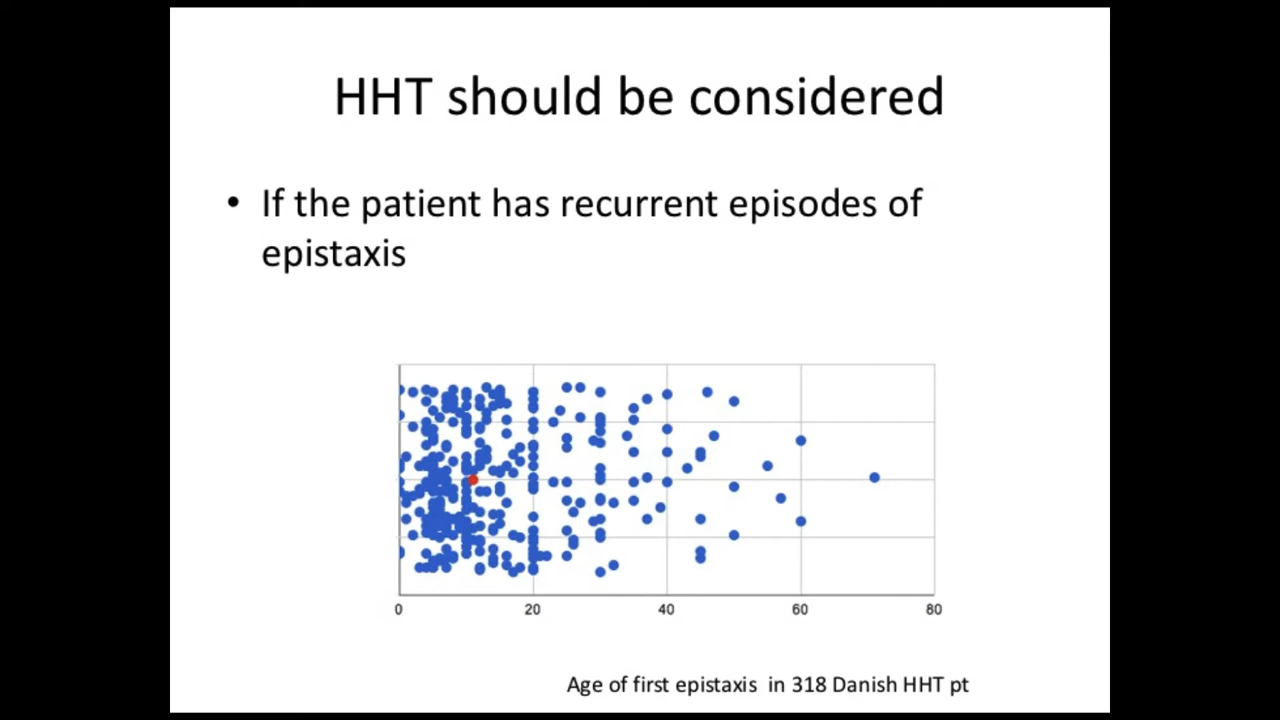 HHT should be considered
• If the patient has recurrent episodes of
epistaxis
0 20 40 60 80
Age of first epistaxis in 318 Danish HHT pt